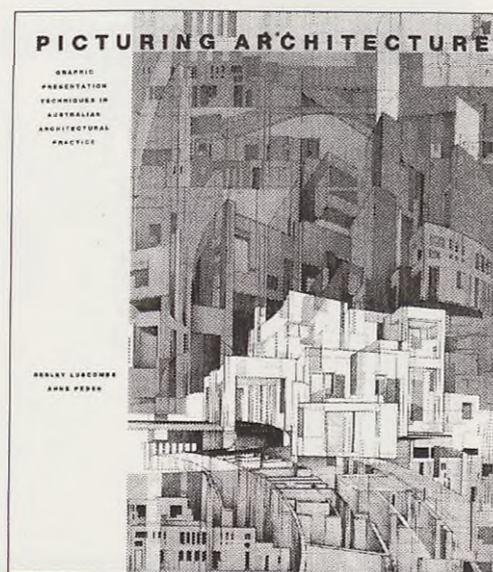 PICTURING ARCHITECTURE
GRAPHIC
PRESENTATION
TECHNIQUES IN
AUSTRALIAN
ARCHITECTURAL
PRACTICE
DESLEY LUSCOMBE
ANNE PEDEN